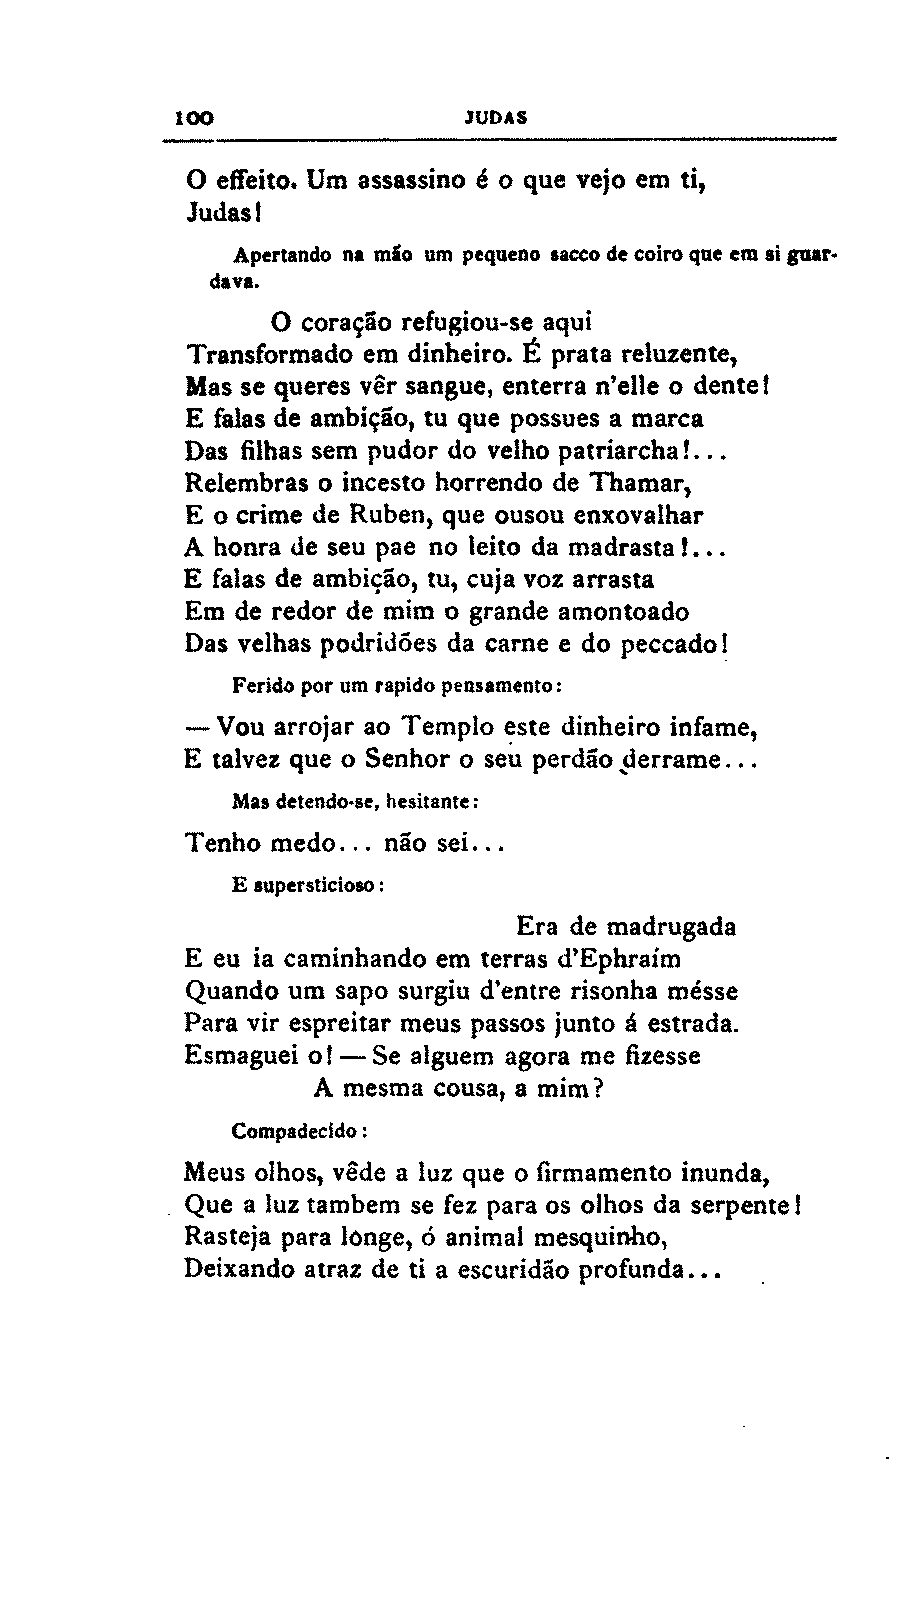 100 JUDAS
O effeito. Um assassino é o que vejo em ti,
Judas!
Apertando na mão um pequeno sacco de coiro que em si guar-
dava.
O coração refugiou-se aqui
Transformado em dinheiro. É prata reluzente,
Mas se queres vêr sangue, enterra n'elle o dente!
E falas de ambição, tu que possues a marca
Das filhas sem pudor do velho patriarcha!...
Relembras o incesto horrendo de Thamar,
E o crime de Ruben, que ousou enxovalhar
A honra de seu pae no leito da madrasta!...
E falas de ambição, tu, cuja voz arrasta
Em de redor de mim o grande amontoado
Das velhas podridões da carne e do peccado!
Ferido por um rapido pensamento:
— Vou arrojar ao Templo este dinheiro infame,
E talvez que o Senhor o seu perdão derrame...
Mas detendo-se, hesitante:
Tenho medo... não sei...
E supersticioso:
Era de madrugada
E eu ia caminhando em terras d'Ephraím
Quando um sapo surgiu d'entre risonha mésse
Para vir espreitar meus passos junto á estrada.
Esmaguei o! — Se alguem agora me fizesse
A mesma cousa, a mim?
Compadecido:
Meus olhos, vêde a luz que o firmamento inunda,
Que a luz tambem se fez para os olhos da serpente!
Rasteja para longe, ó animal mesquinho,
Deixando atraz de ti a escuridão profunda...